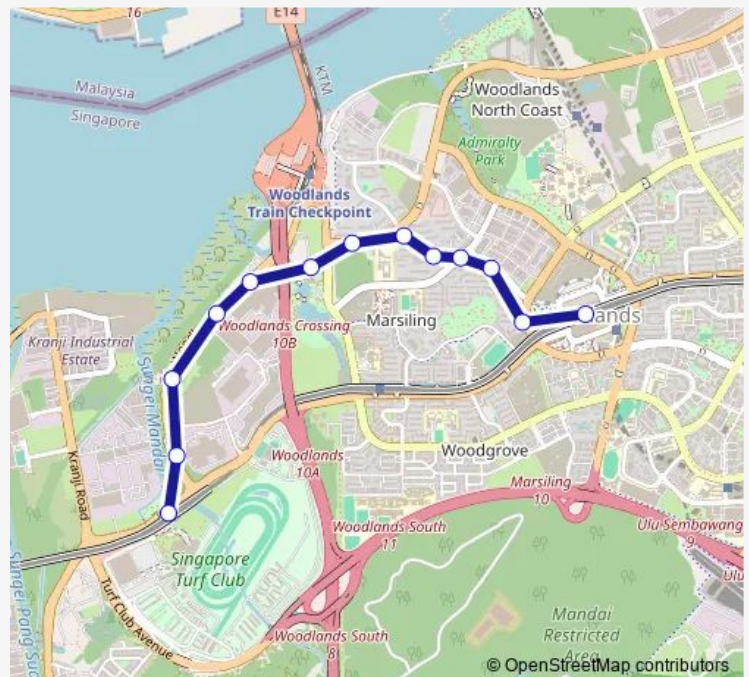 16
E14
KTM
Malaysia
Singapore
Woodlands
North Coast
Admiralty
Park
Woodlands
Train Checkpoint
Kranji Industrial
Estate
Woodlands Crossing
10B
Marsiling
lands
Sungei Mandai
Kranji Road
Woodlands
10A
Woodgrove
Marsiling
10
Woodlands South
11
Ulu Sembawang
9
Singapore
Turf Club
Turf Club Avenue
Woodlands South
8
Mandai
Restricted
Area
© OpenStreetMap contributors